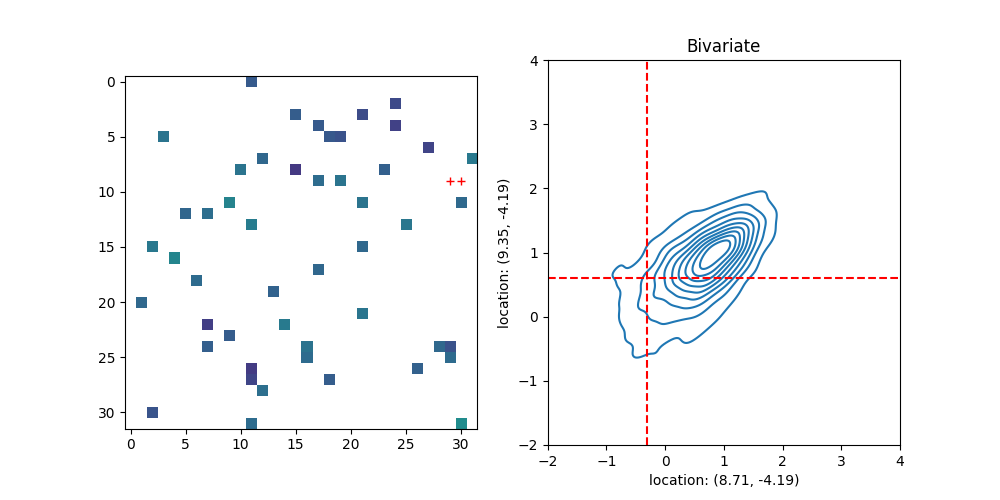 Bivariate
0
5
10
15
20
25
30
0 5 10 15 20 25 30
location: (9.35, -4.19)
4
3
2
1
0
−1
−2
−2 −1 0 1 2 3 4
location: (8.71, -4.19)